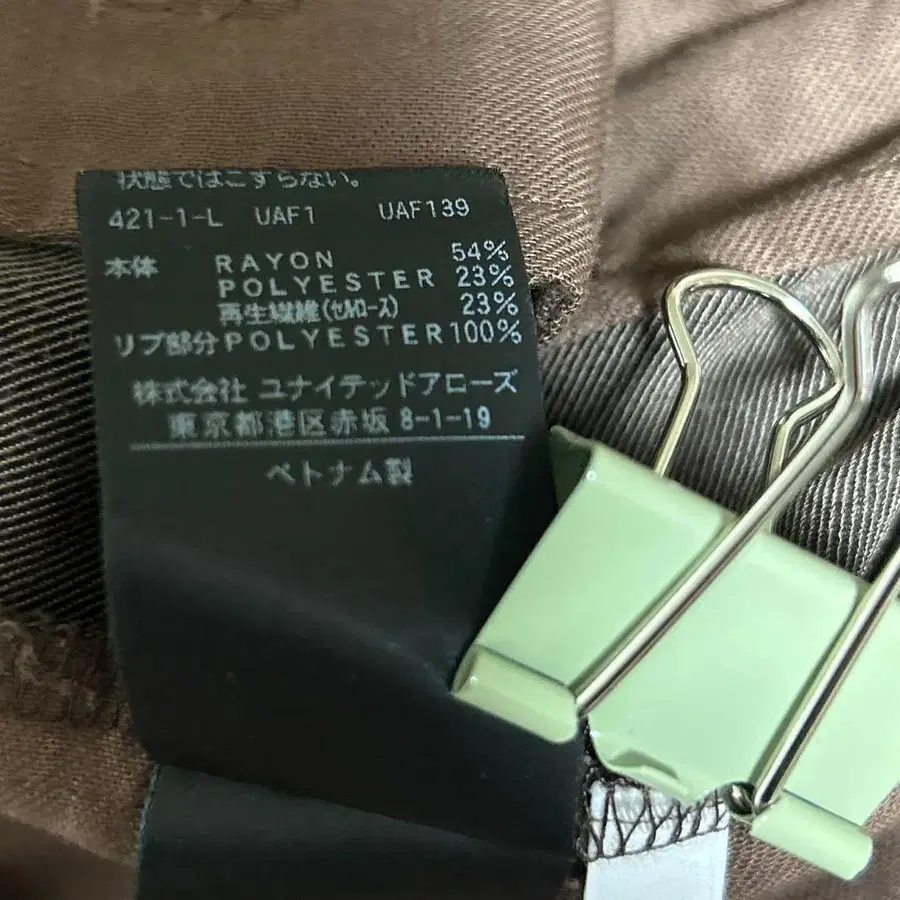 状態ではこすらない。
421-1-L UAF1 UAF139
本体 RAYON 54%
POLYESTER 23%
再生繊維(セルロース) 23%
リブ部分 POLYESTER 100%
株式会社 ユナイテッドアローズ
東京都港区赤坂 8-1-19
ベトナム製